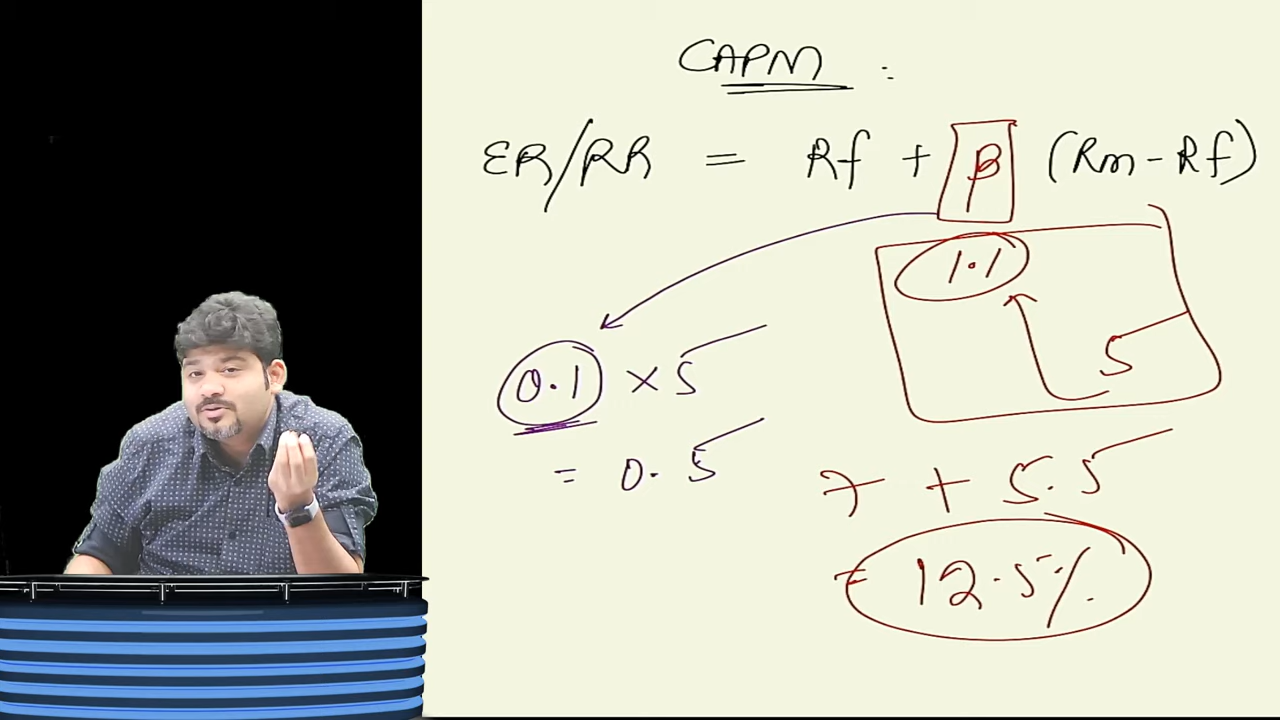 CAPM :
ER/RR = Rf + β (Rm - Rf)
1.1
5
0.1 × 5
= 0.5
7 + 5.5
= 12.5%.